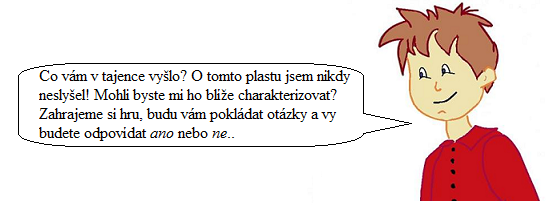 Co vám v tajence vyšlo? O tomto plastu jsem nikdy
neslyšel! Mohli byste mi ho blíže charakterizovat?
Zahrajeme si hru, budu vám pokládat otázky a vy
budete odpovidat ano nebo ne..